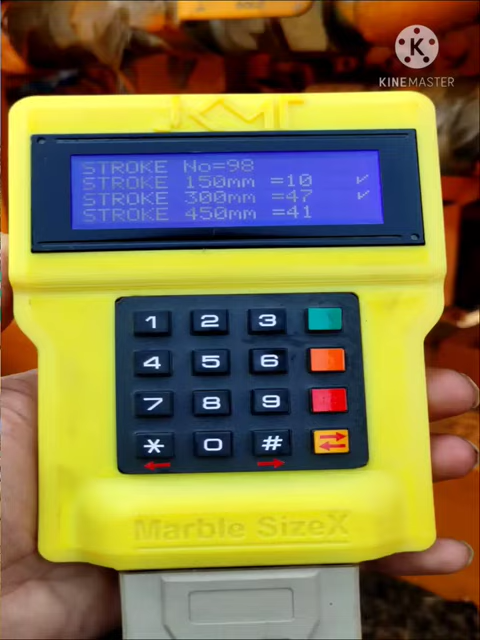 K
KINEMASTER
JKMT
STROKE No=98
STROKE 150mm =10 ✓
STROKE 300mm =47 ✓
STROKE 450mm =41
1 2 3
4 5 6
7 8 9
* 0 #
Marble SizeX